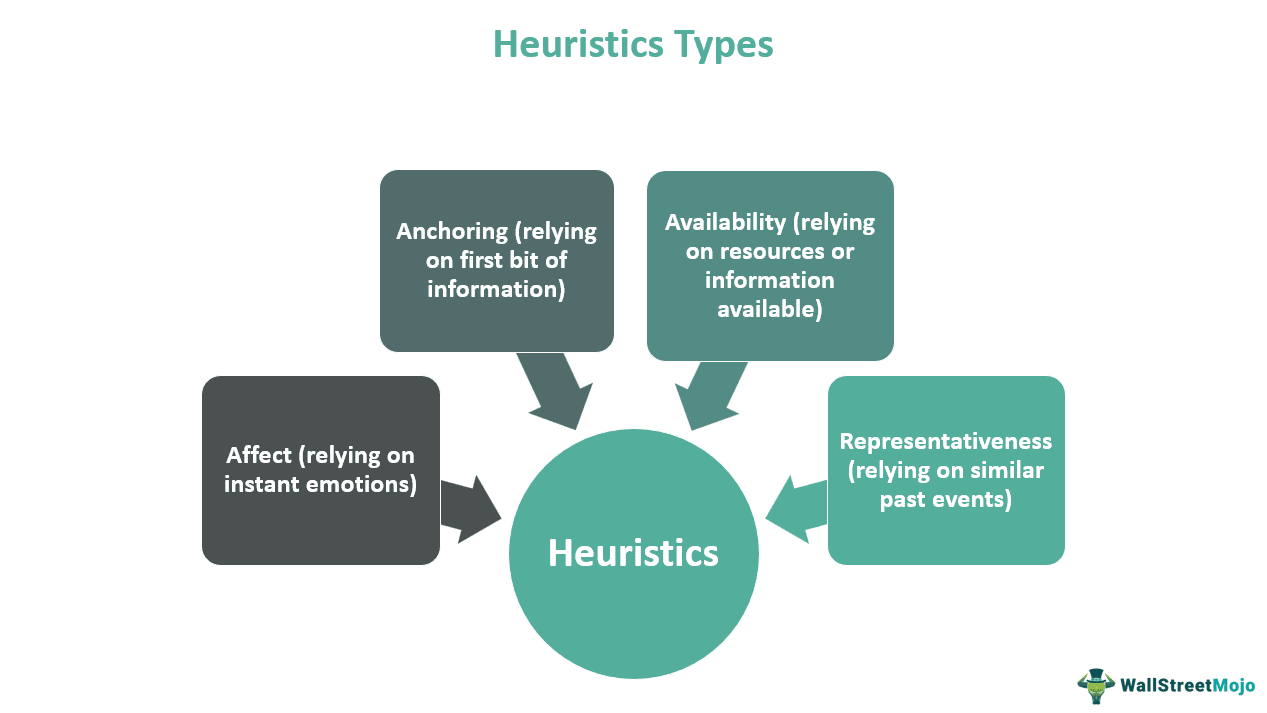 Heuristics Types
Anchoring (relying
on first bit of
information)
Availability (relying
on resources or
information
available)
Affect (relying on
instant emotions)
Representativeness
(relying on similar
past events)
Heuristics
WallStreetMojo